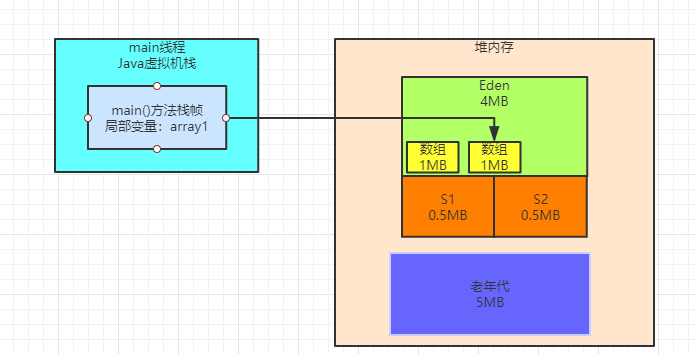 main线程
Java虚拟机栈
main()方法栈帧
局部变量：array1
堆内存
Eden
4MB
数组
1MB
数组
1MB
S1
0.5MB
S2
0.5MB
老年代
5MB